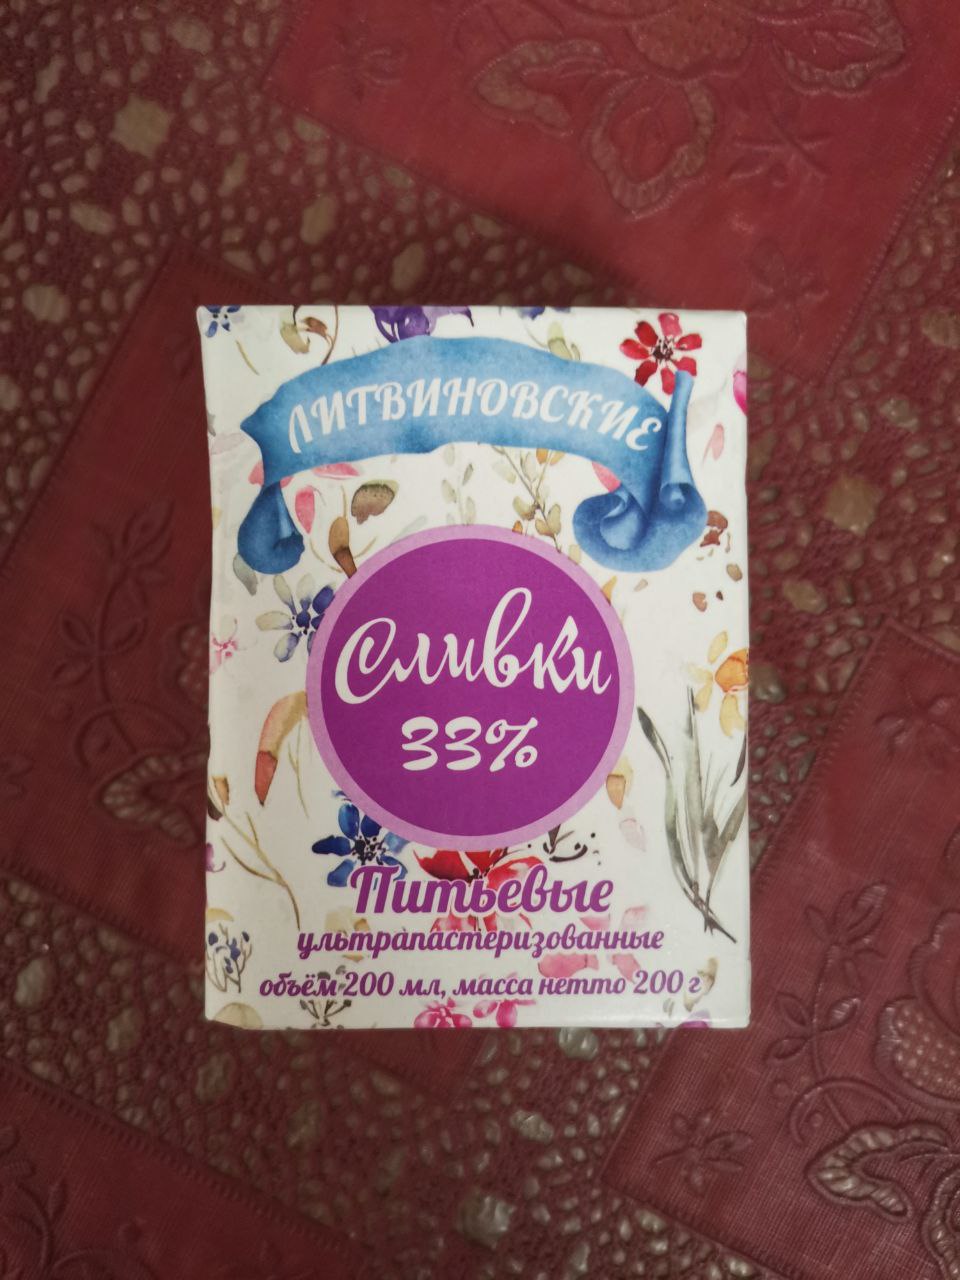 ЛИТВИНОВСКИЕ
Сливки
33%
Питьевые
ультрапастеризованные
объём 200 мл, масса нетто 200 г